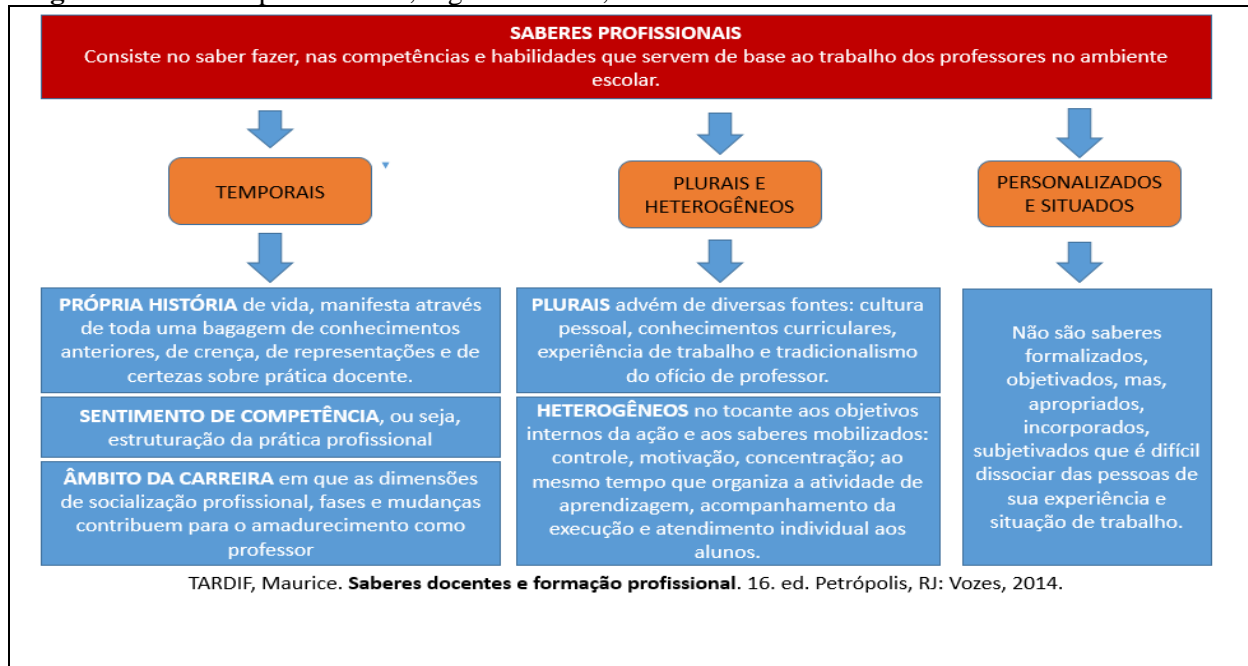 SABERES PROFISSIONAIS
Consiste no saber fazer, nas competências e habilidades que servem de base ao trabalho dos professores no ambiente
escolar.
TEMPORAIS
PLURAIS E
HETEROGÊNEOS
PERSONALIZADOS
E SITUADOS
PRÓPRIA HISTÓRIA de vida, manifesta através
de toda uma bagagem de conhecimentos
anteriores, de crença, de representações e de
certezas sobre prática docente.
SENTIMENTO DE COMPETÊNCIA, ou seja,
estruturação da prática profissional
ÂMBITO DA CARREIRA em que as dimensões
de socialização profissional, fases e mudanças
contribuem para o amadurecimento como
professor
PLURAIS advém de diversas fontes: cultura
pessoal, conhecimentos curriculares,
experiência de trabalho e tradicionalismo
do ofício de professor.
HETEROGÊNEOS no tocante aos objetivos
internos da ação e aos saberes mobilizados:
controle, motivação, concentração; ao
mesmo tempo que organiza a atividade de
aprendizagem, acompanhamento da
execução e atendimento individual aos
alunos.
Não são saberes
formalizados,
objetivados, mas,
apropriados,
incorporados,
subjetivados que é difícil
dissociar das pessoas de
sua experiência e
situação de trabalho.
TARDIF, Maurice. Saberes docentes e formação profissional. 16. ed. Petrópolis, RJ: Vozes, 2014.